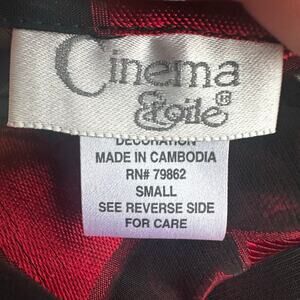 Cinema
Etoile®
DECORATION
MADE IN CAMBODIA
RN# 79862
SMALL
SEE REVERSE SIDE
FOR CARE